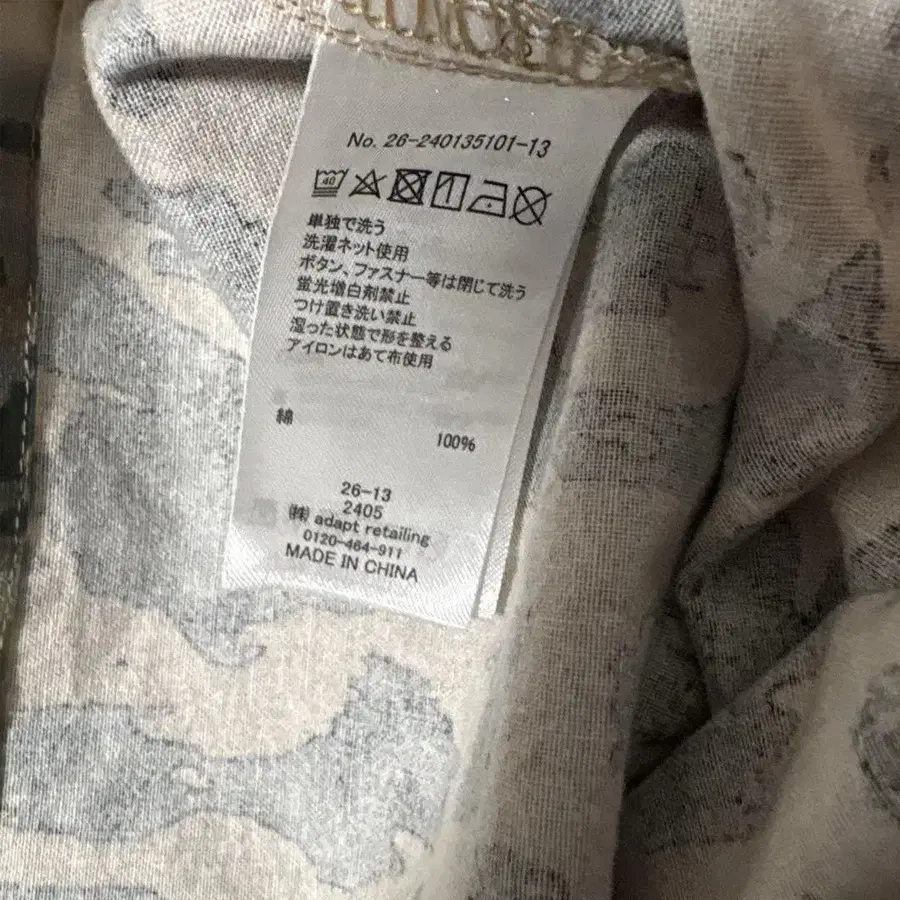 No. 26-240135101-13
40
単独で洗う
洗濯ネット使用
ボタン、ファスナー等は閉じて洗う
蛍光増白剤禁止
つけ置き洗い禁止
湿った状態で形を整える
アイロンはあて布使用
綿 100%
26-13
2405
㈱ adapt retailing
0120-464-911
MADE IN CHINA